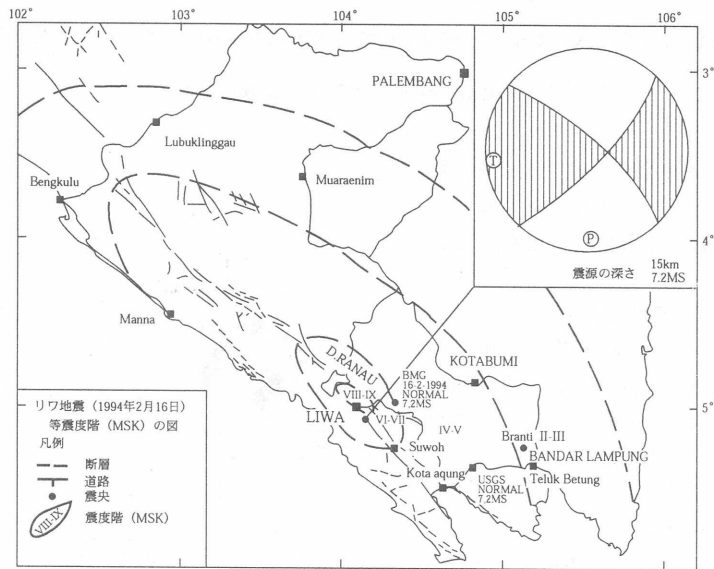 102°
103°
104°
105°
106°
3°
4°
5°
PALEMBANG
Lubuklinggau
Muaraenim
Bengkulu
Manna
T
P
震源の深さ 15km
7.2MS
D.RANAU
BMG
16-2-1994
NORMAL
7,2MS
KOTABUMI
VIII-IX
LIWA
VI-VII
IV-V
Suwoh
Branti II-III
BANDAR LAMPUNG
Kota aqung
USGS
NORMAL
7,2MS
Teluk Betung
リワ地震（1994年2月16日）
等震度階（MSK）の図
凡例
断層
道路
震央
VIII-IX
震度階（MSK）